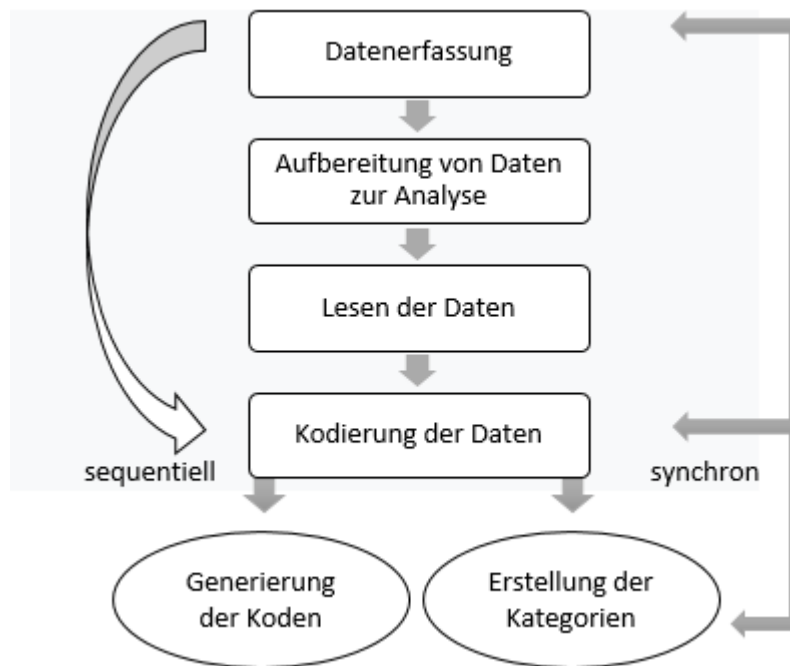 Datenerfassung
Aufbereitung von Daten
zur Analyse
Lesen der Daten
Kodierung der Daten
sequentiell
synchron
Generierung
der Koden
Erstellung der
Kategorien